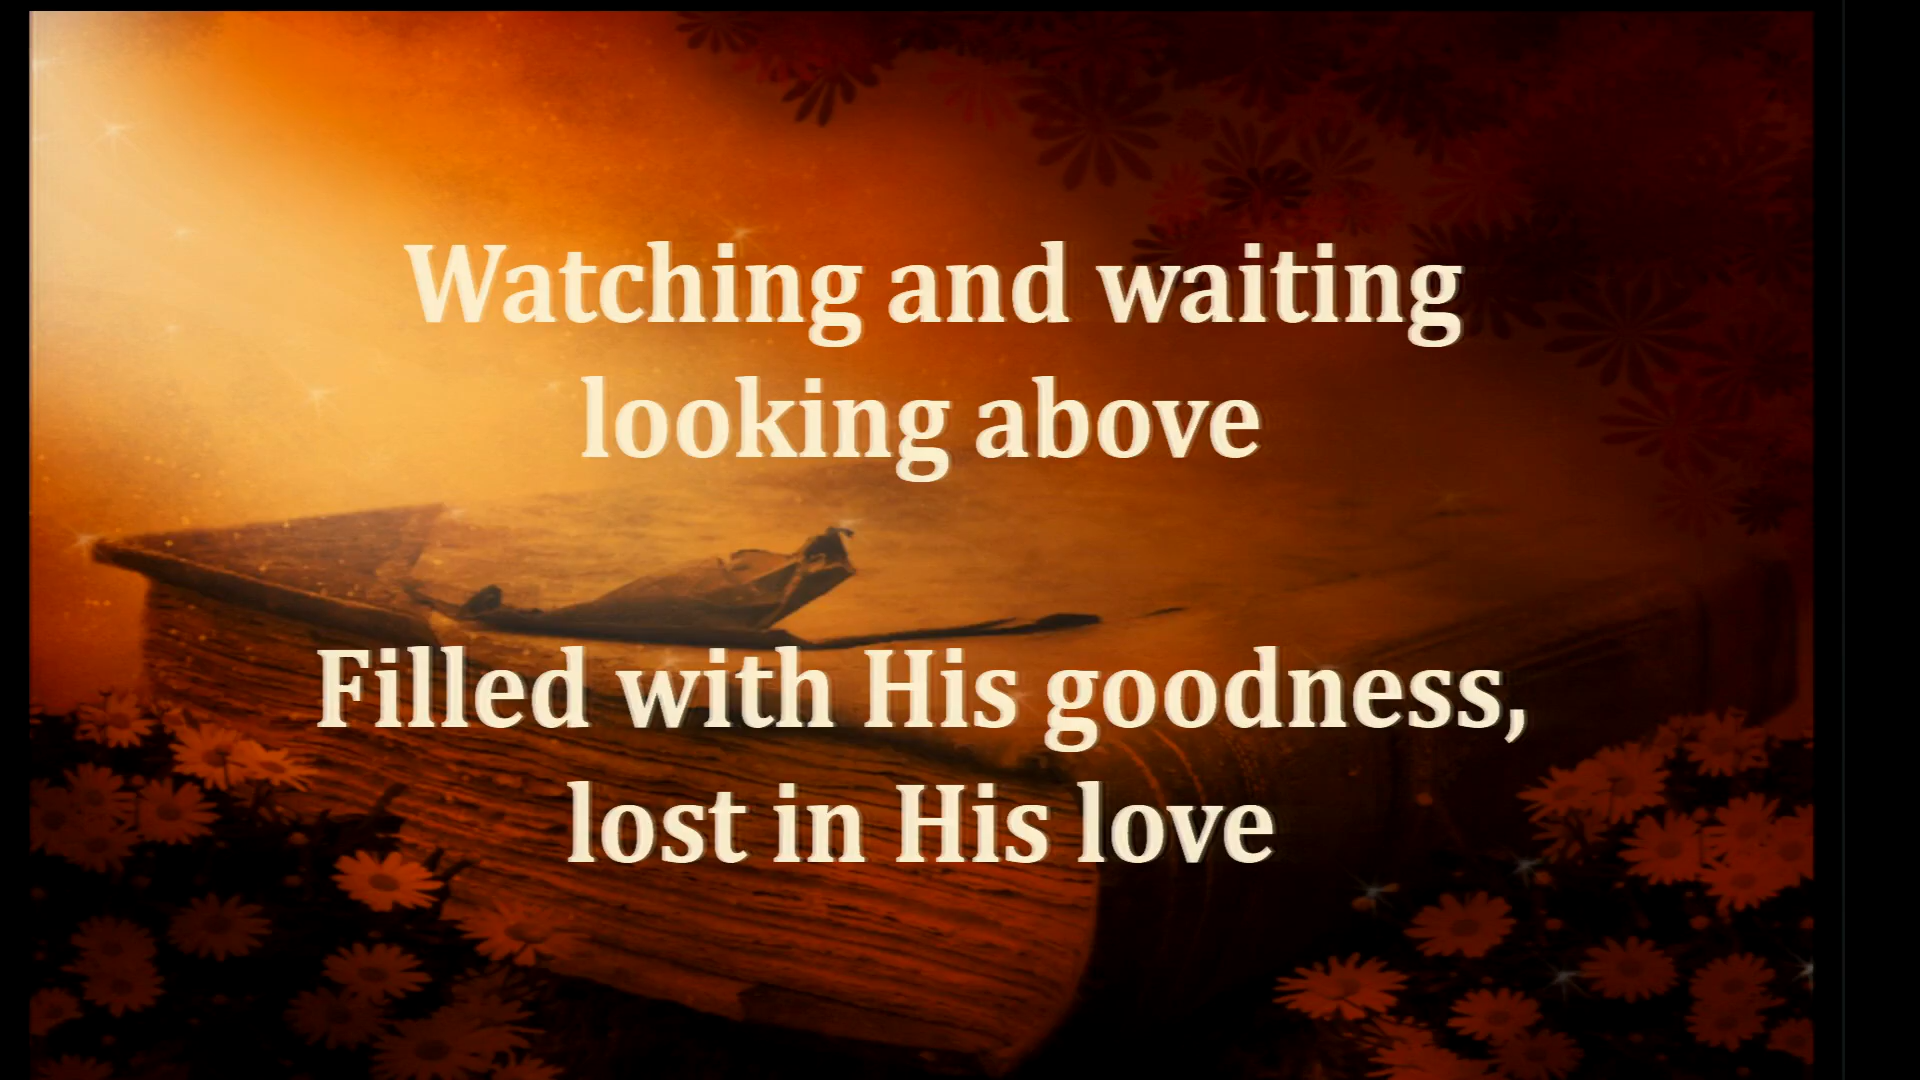 Watching and waiting
looking above
Filled with His goodness,
lost in His love